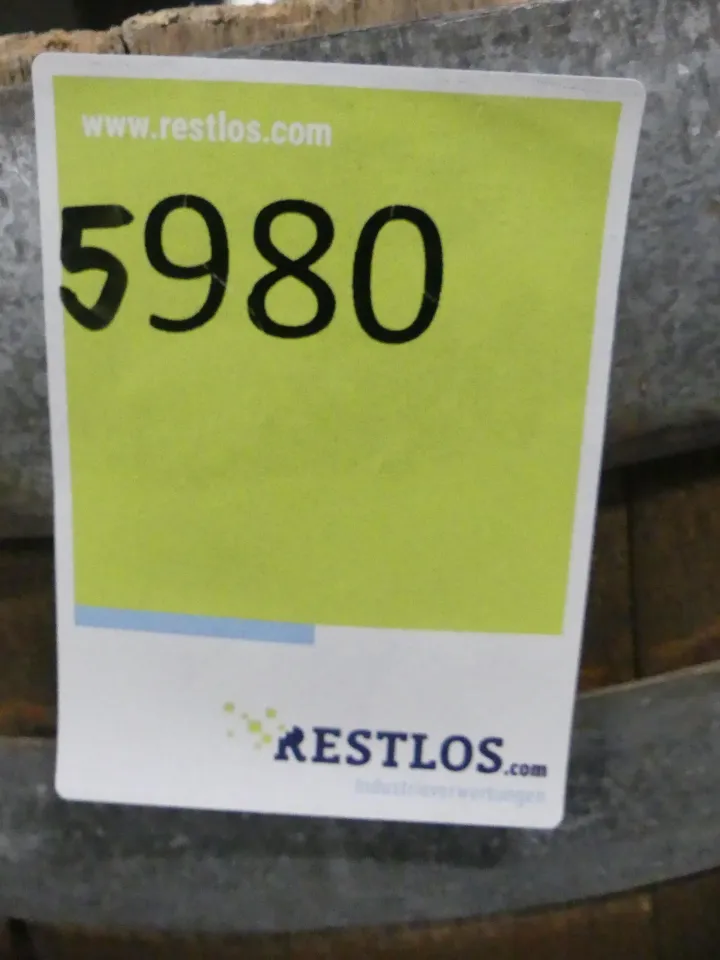 www.restlos.com
5980
RESTLOS.com
Industrieverwertungen